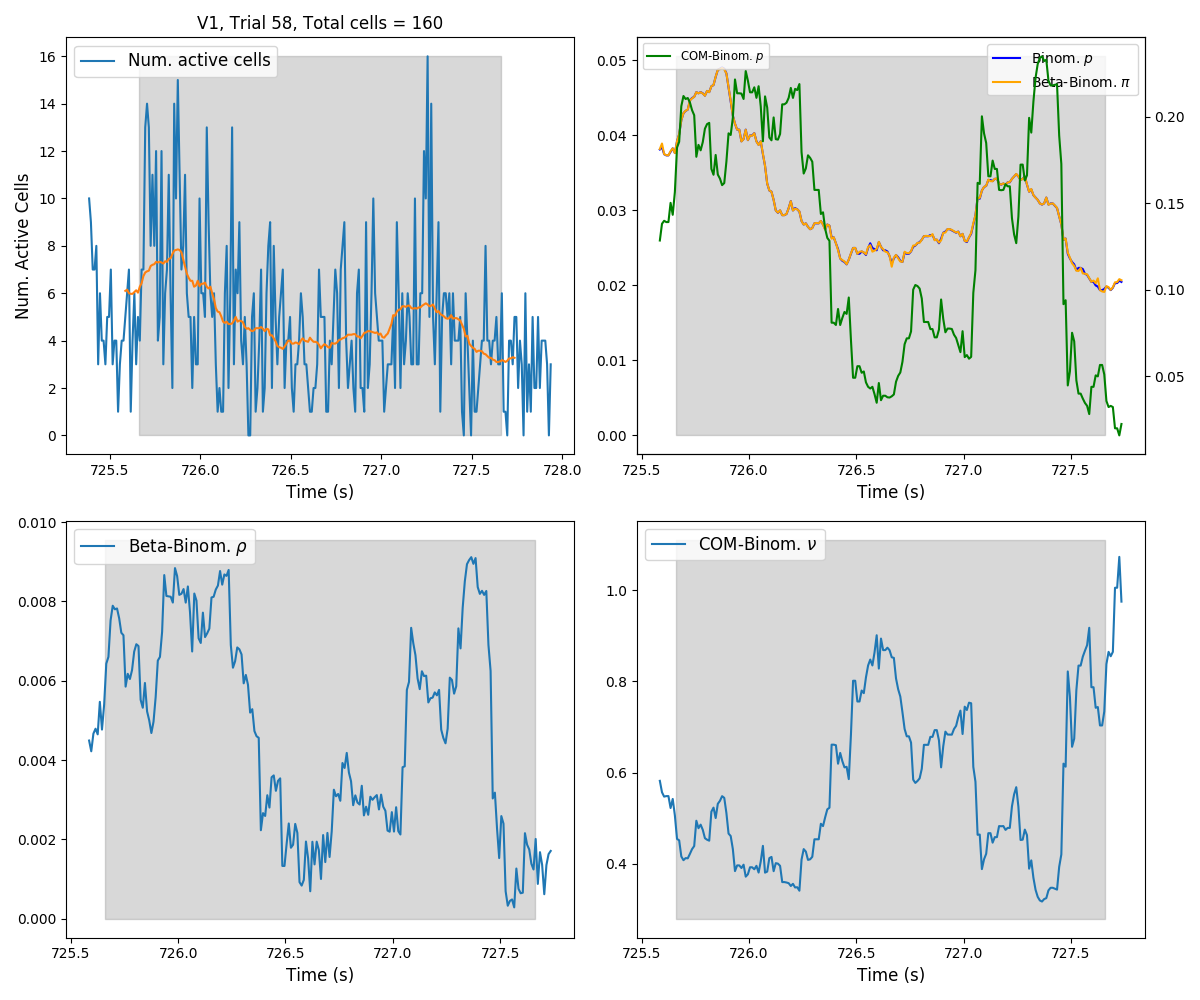 V1, Trial 58, Total cells = 160
Num. active cells
16
14
12
10
8
6
4
2
0
Num. Active Cells
725.5 726.0 726.5 727.0 727.5 728.0
Time (s)
COM-Binom. p
Binom. p
Beta-Binom. π
0.05
0.04
0.03
0.02
0.01
0.00
0.20
0.15
0.10
0.05
725.5 726.0 726.5 727.0 727.5
Time (s)
Beta-Binom. ρ
0.010
0.008
0.006
0.004
0.002
0.000
725.5 726.0 726.5 727.0 727.5
Time (s)
COM-Binom. ν
1.0
0.8
0.6
0.4
725.5 726.0 726.5 727.0 727.5
Time (s)